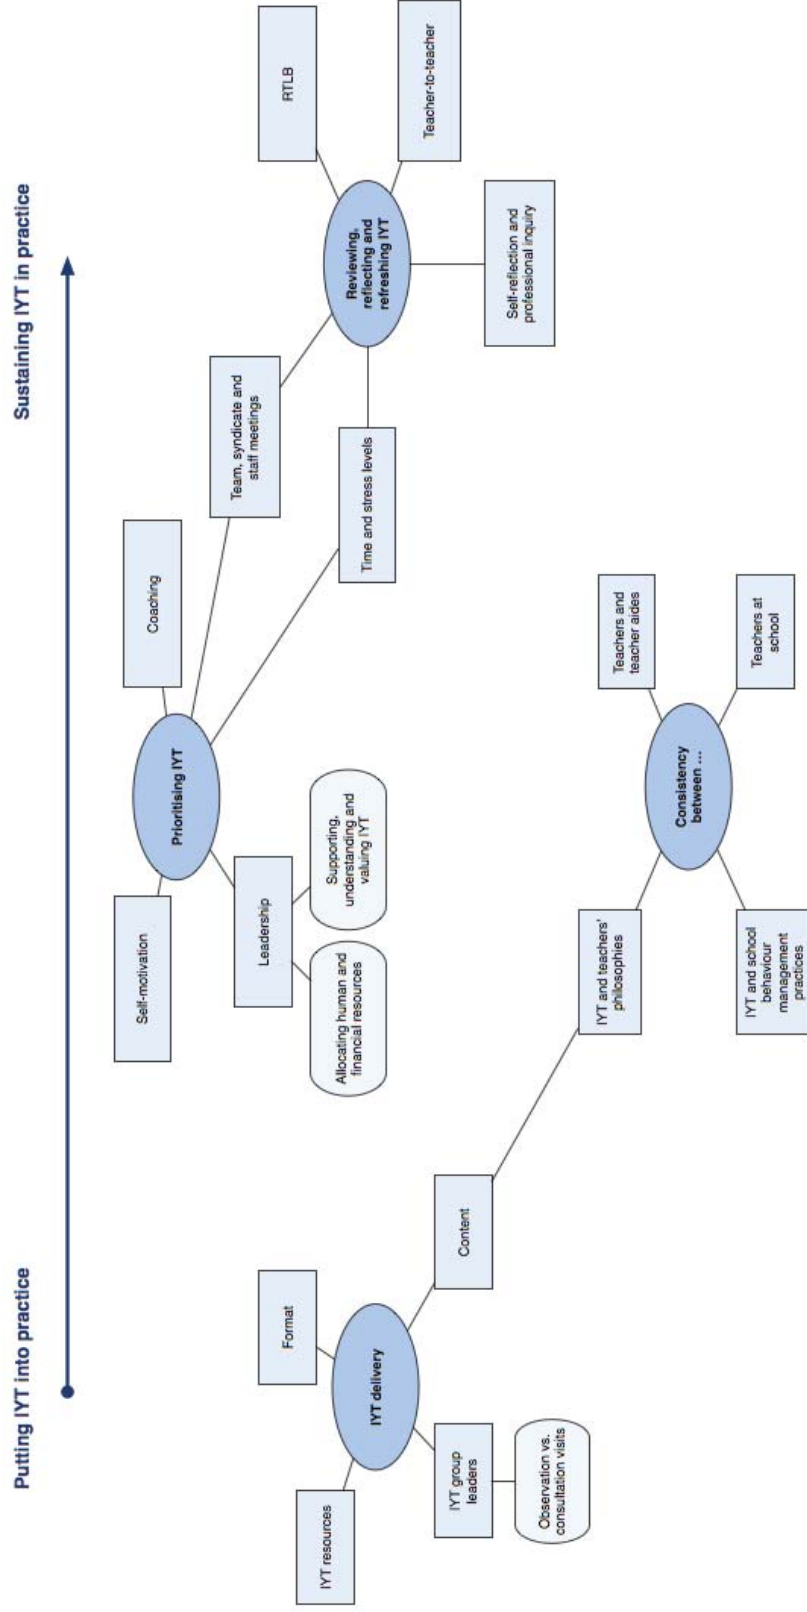 Putting IYT into practice
Sustaining IYT in practice
IYT resources
Format
IYT delivery
IYT group
leaders
Observation vs.
consultation visits
Content
Self-motivation
Prioritising IYT
Coaching
Leadership
Allocating human and
financial resources
Supporting,
understanding and
valuing IYT
Team, syndicate and
staff meetings
Time and stress levels
RTLB
Reviewing,
reflecting and
refreshing IYT
Teacher-to-teacher
Self-reflection and
professional inquiry
IYT and teachers'
philosophies
Teachers and
teacher aides
Consistency
between ...
IYT and school
behaviour
management
practices
Teachers at
school